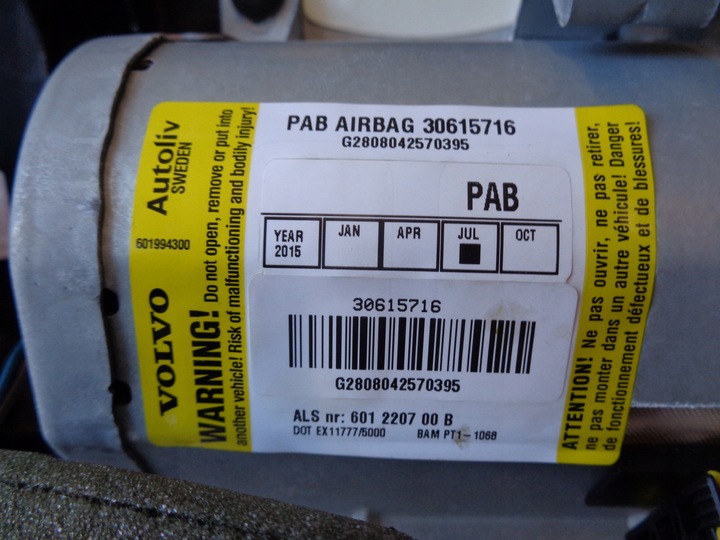 Autoliv
SWEDEN
601994300
VOLVO
WARNING! Do not open, remove or put into
another vehicle! Risk of malfunctioning and bodily injury!
PAB AIRBAG 30615716
G2808042570395
PAB
YEAR 2015 JAN APR JUL OCT
30615716
G2808042570395
ALS nr: 601 2207 00 B
DOT EX11777/5000 BAM PT1-1068
ATTENTION! Ne pas ouvrir, ne pas retirer,
ne pas monter dans un autre véhicule! Danger
de fonctionnement défectueux et de blessures!